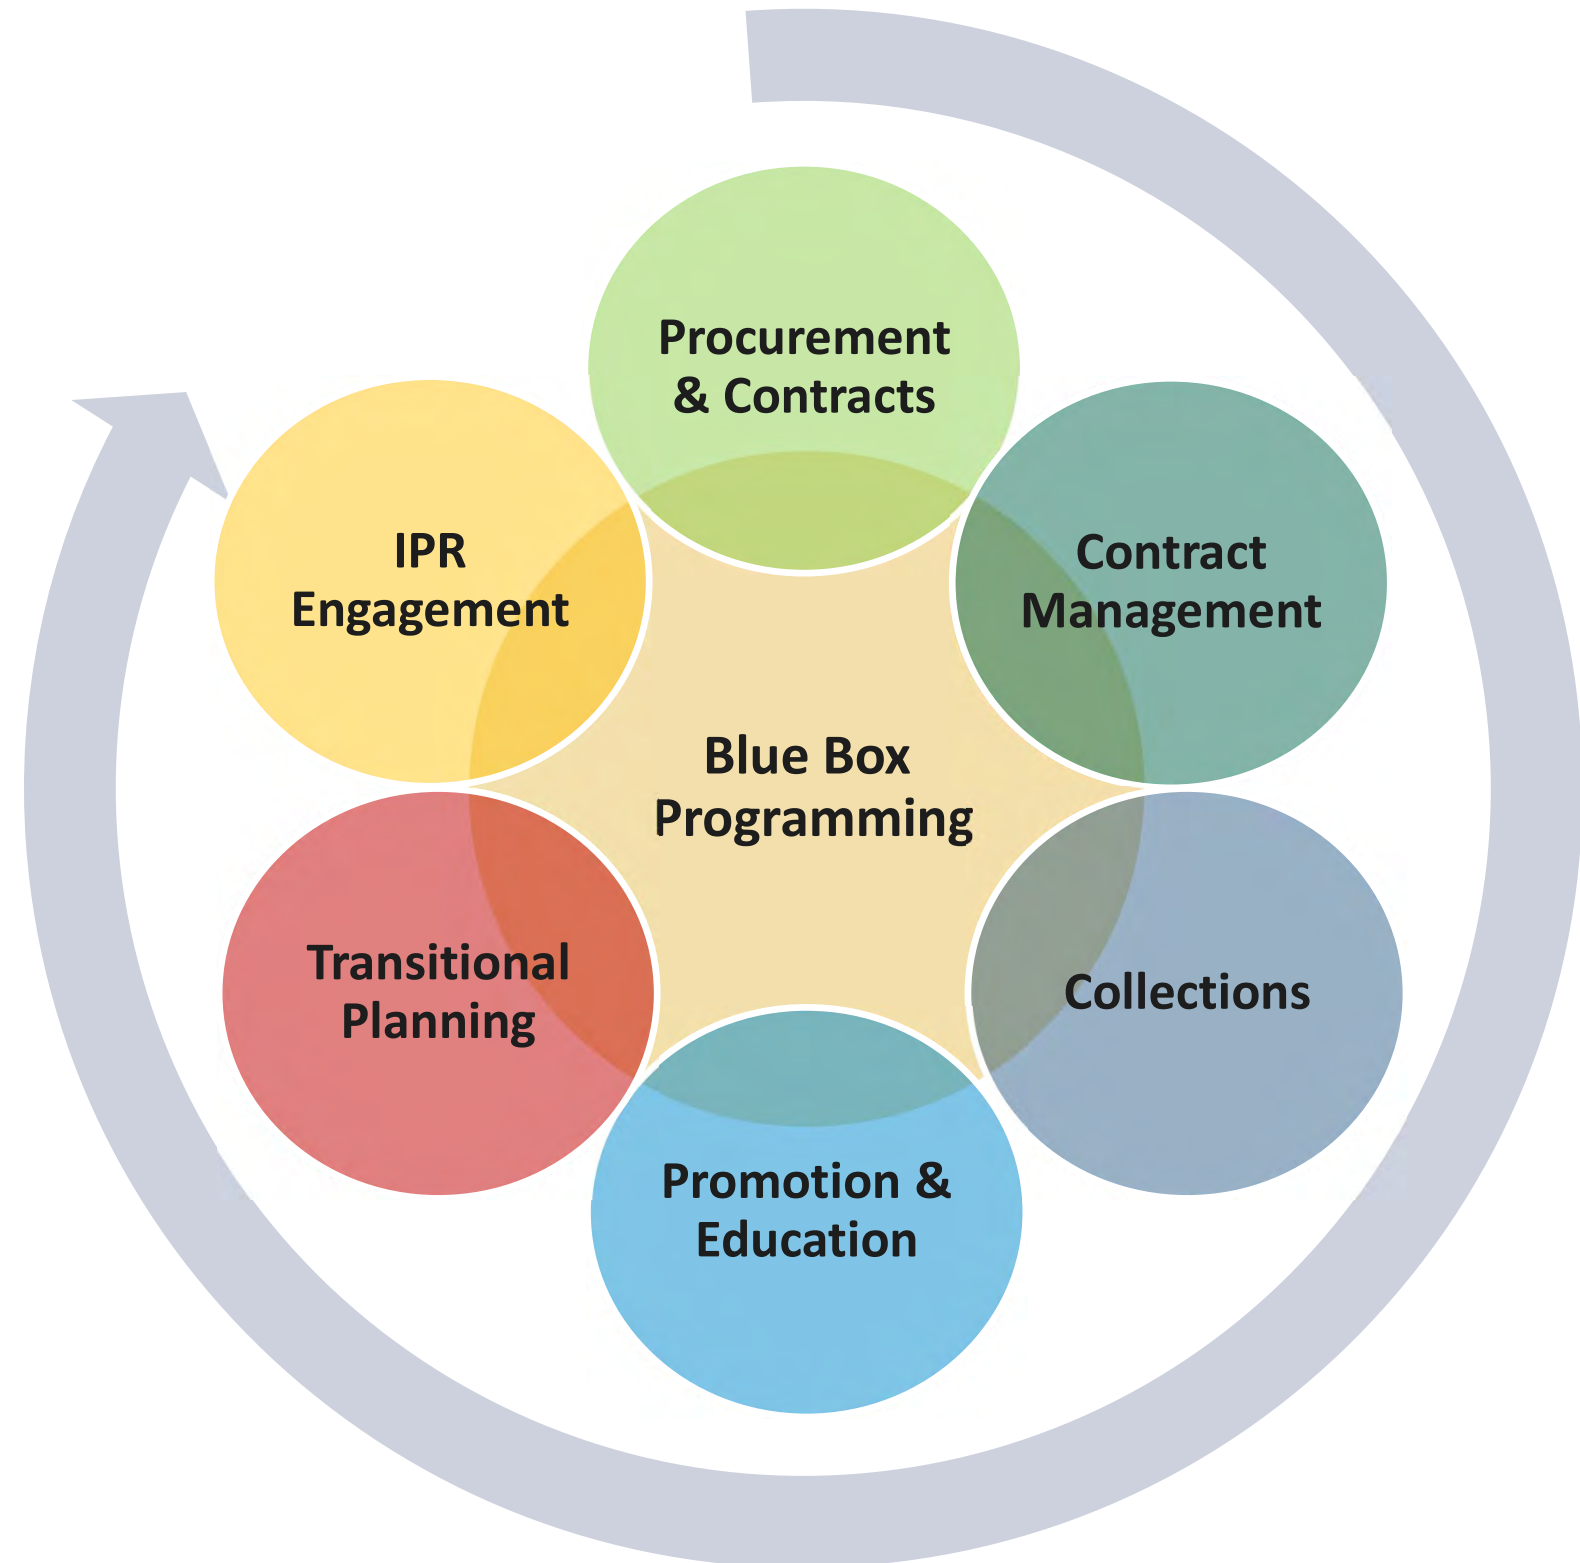 Procurement
& Contracts
Contract
Management
Collections
Promotion &
Education
Transitional
Planning
IPR
Engagement
Blue Box
Programming